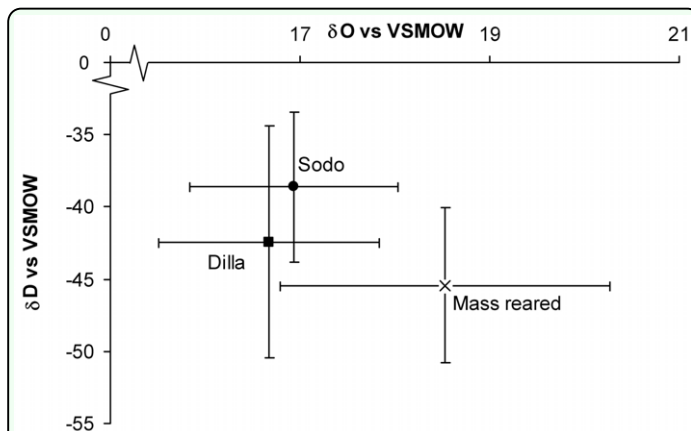 0 17 δO vs VSMOW 19 21
0
-35
-40
-45
-50
-55
δD vs VSMOW
Sodo
Dilla
Mass reared